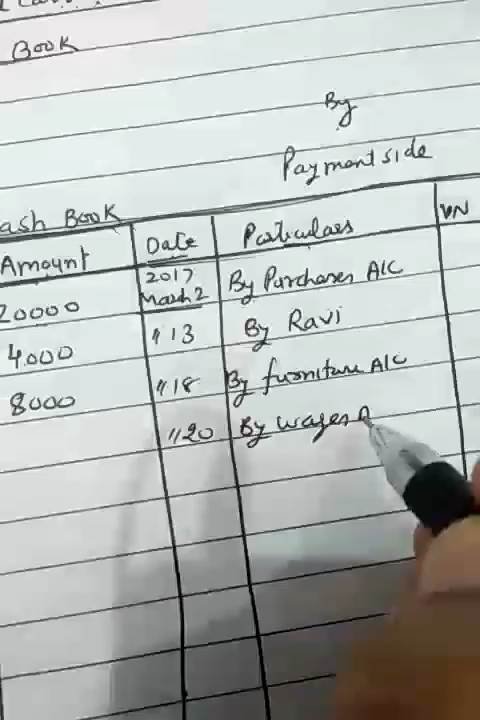 Book
By
Payment side
ash Book
Amount Date Particulars VN
20000 2017 March 2 By Purchases A/C
4000 " 13 By Ravi
8000 " 18 By furniture A/C
" 20 By wages A